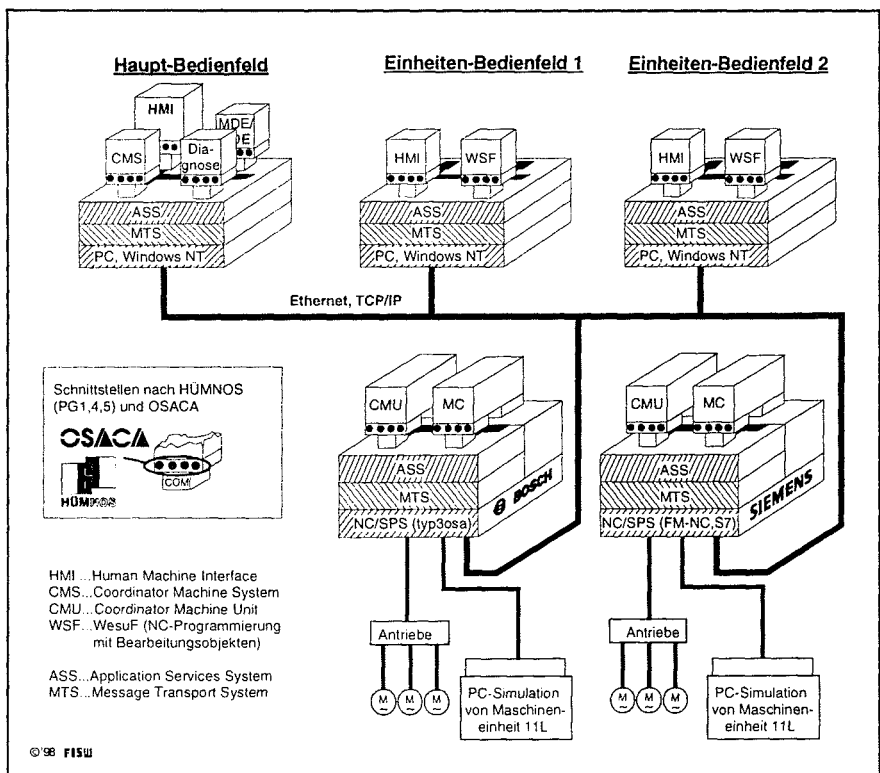 Haupt-Bedienfeld
Einheiten-Bedienfeld 1
Einheiten-Bedienfeld 2
HMI
MDE/
CMS
Dia-
gnose
HMI
WSF
HMI
WSF
ASS
MTS
PC, Windows NT
ASS
MTS
PC, Windows NT
ASS
MTS
PC, Windows NT
Ethernet, TCP/IP
Schnittstellen nach HÜMNOS
(PG1,4,5) und OSACA
OSACA
COM
HÜMNOS
CMU
MC
ASS
MTS
NC/SPS (typ3osa)
BOSCH
CMU
MC
ASS
MTS
NC/SPS (FM-NC,S7)
SIEMENS
HMI ...Human Machine Interface
CMS...Coordinator Machine System
CMU...Coordinator Machine Unit
WSF...WesuF (NC-Programmierung
mit Bearbeitungsobjekten)
ASS...Application Services System
MTS...Message Transport System
Antriebe
M
~
M
~
M
~
PC-Simulation
von Maschinen-
einheit 11L
Antriebe
M
~
M
~
M
~
PC-Simulation
von Maschinen-
einheit 11L
©'98 FISW